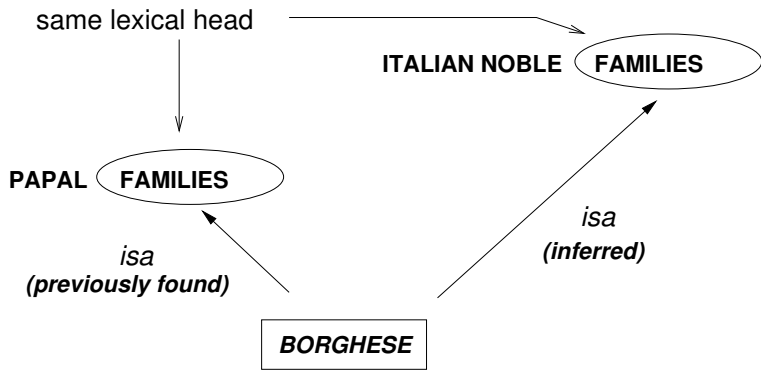 same lexical head
ITALIAN NOBLE FAMILIES
PAPAL FAMILIES
isa
(inferred)
isa
(previously found)
BORGHESE